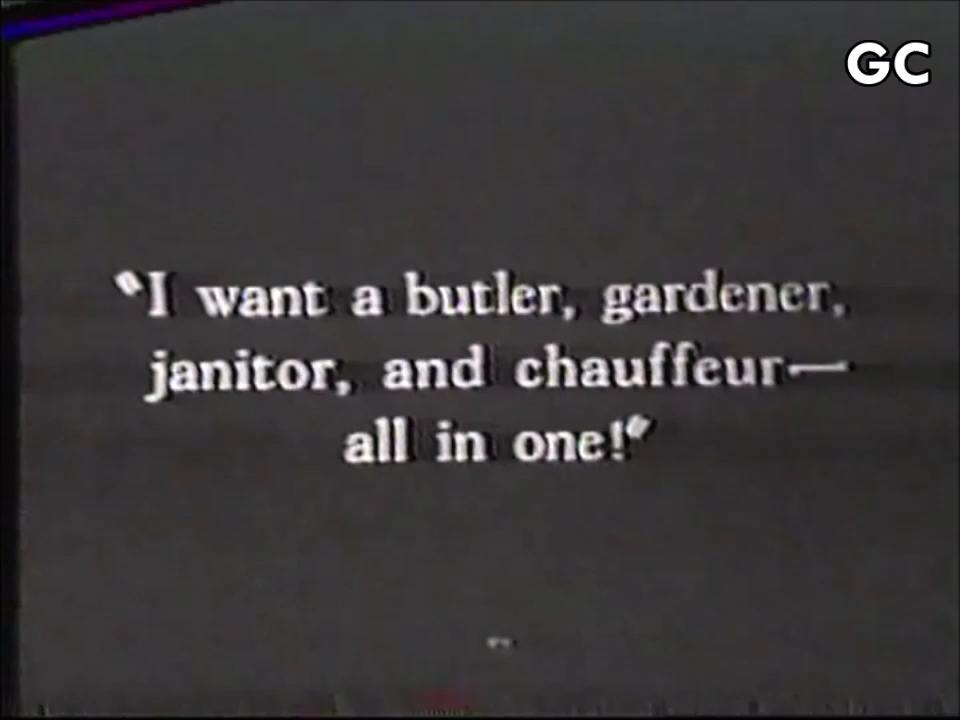 GC
"I want a butler, gardener,
janitor, and chauffeur—
all in one!"